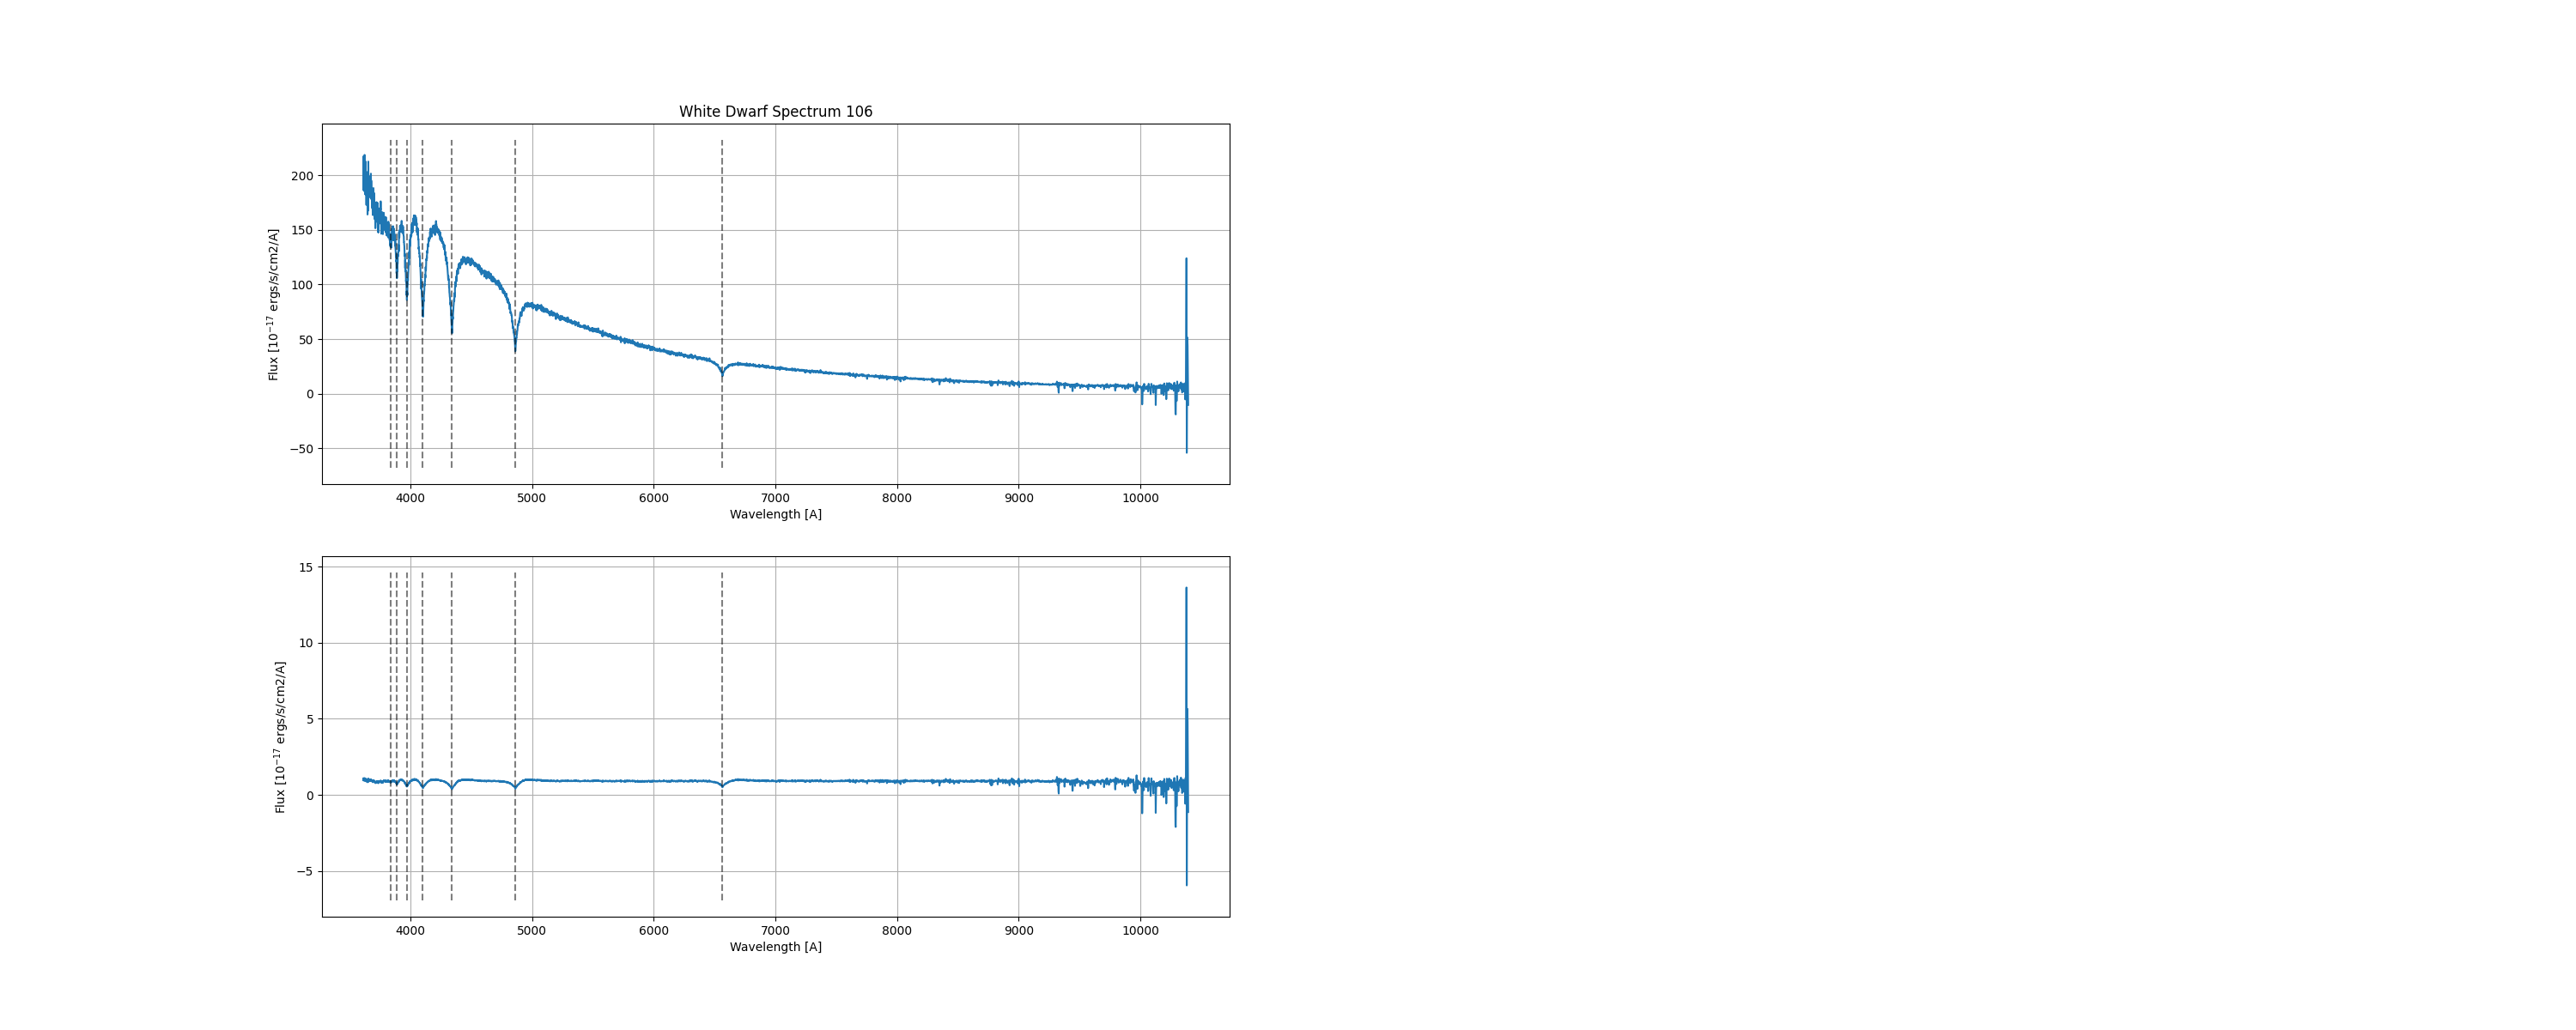 White Dwarf Spectrum 106
200
150
100
50
0
−50
Flux [10⁻¹⁷ ergs/s/cm2/A]
4000 5000 6000 7000 8000 9000 10000
Wavelength [A]
15
10
5
0
−5
Flux [10⁻¹⁷ ergs/s/cm2/A]
4000 5000 6000 7000 8000 9000 10000
Wavelength [A]